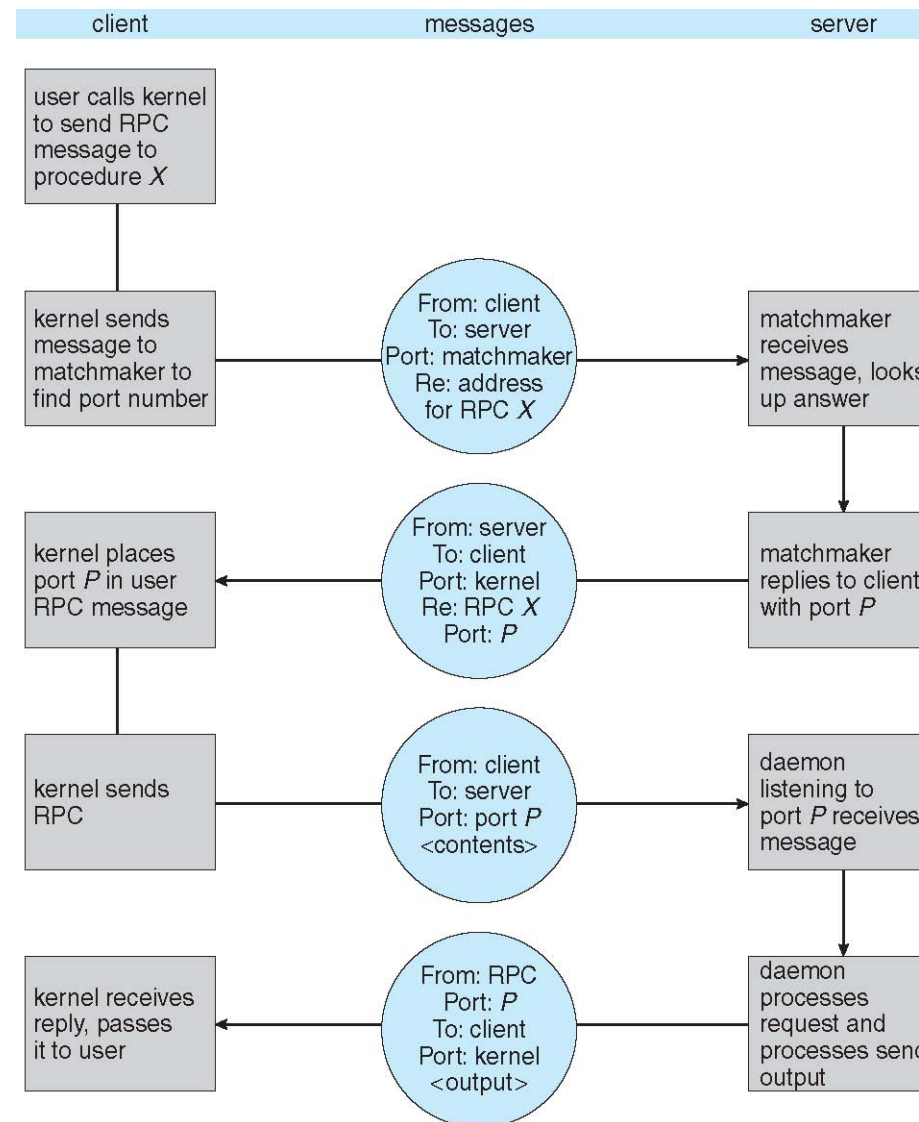 client messages server
user calls kernel
to send RPC
message to
procedure X
kernel sends
message to
matchmaker to
find port number
From: client
To: server
Port: matchmaker
Re: address
for RPC X
matchmaker
receives
message, looks
up answer
kernel places
port P in user
RPC message
From: server
To: client
Port: kernel
Re: RPC X
Port: P
matchmaker
replies to client
with port P
kernel sends
RPC
From: client
To: server
Port: port P
<contents>
daemon
listening to
port P receives
message
kernel receives
reply, passes
it to user
From: RPC
Port: P
To: client
Port: kernel
<output>
daemon
processes
request and
processes send
output